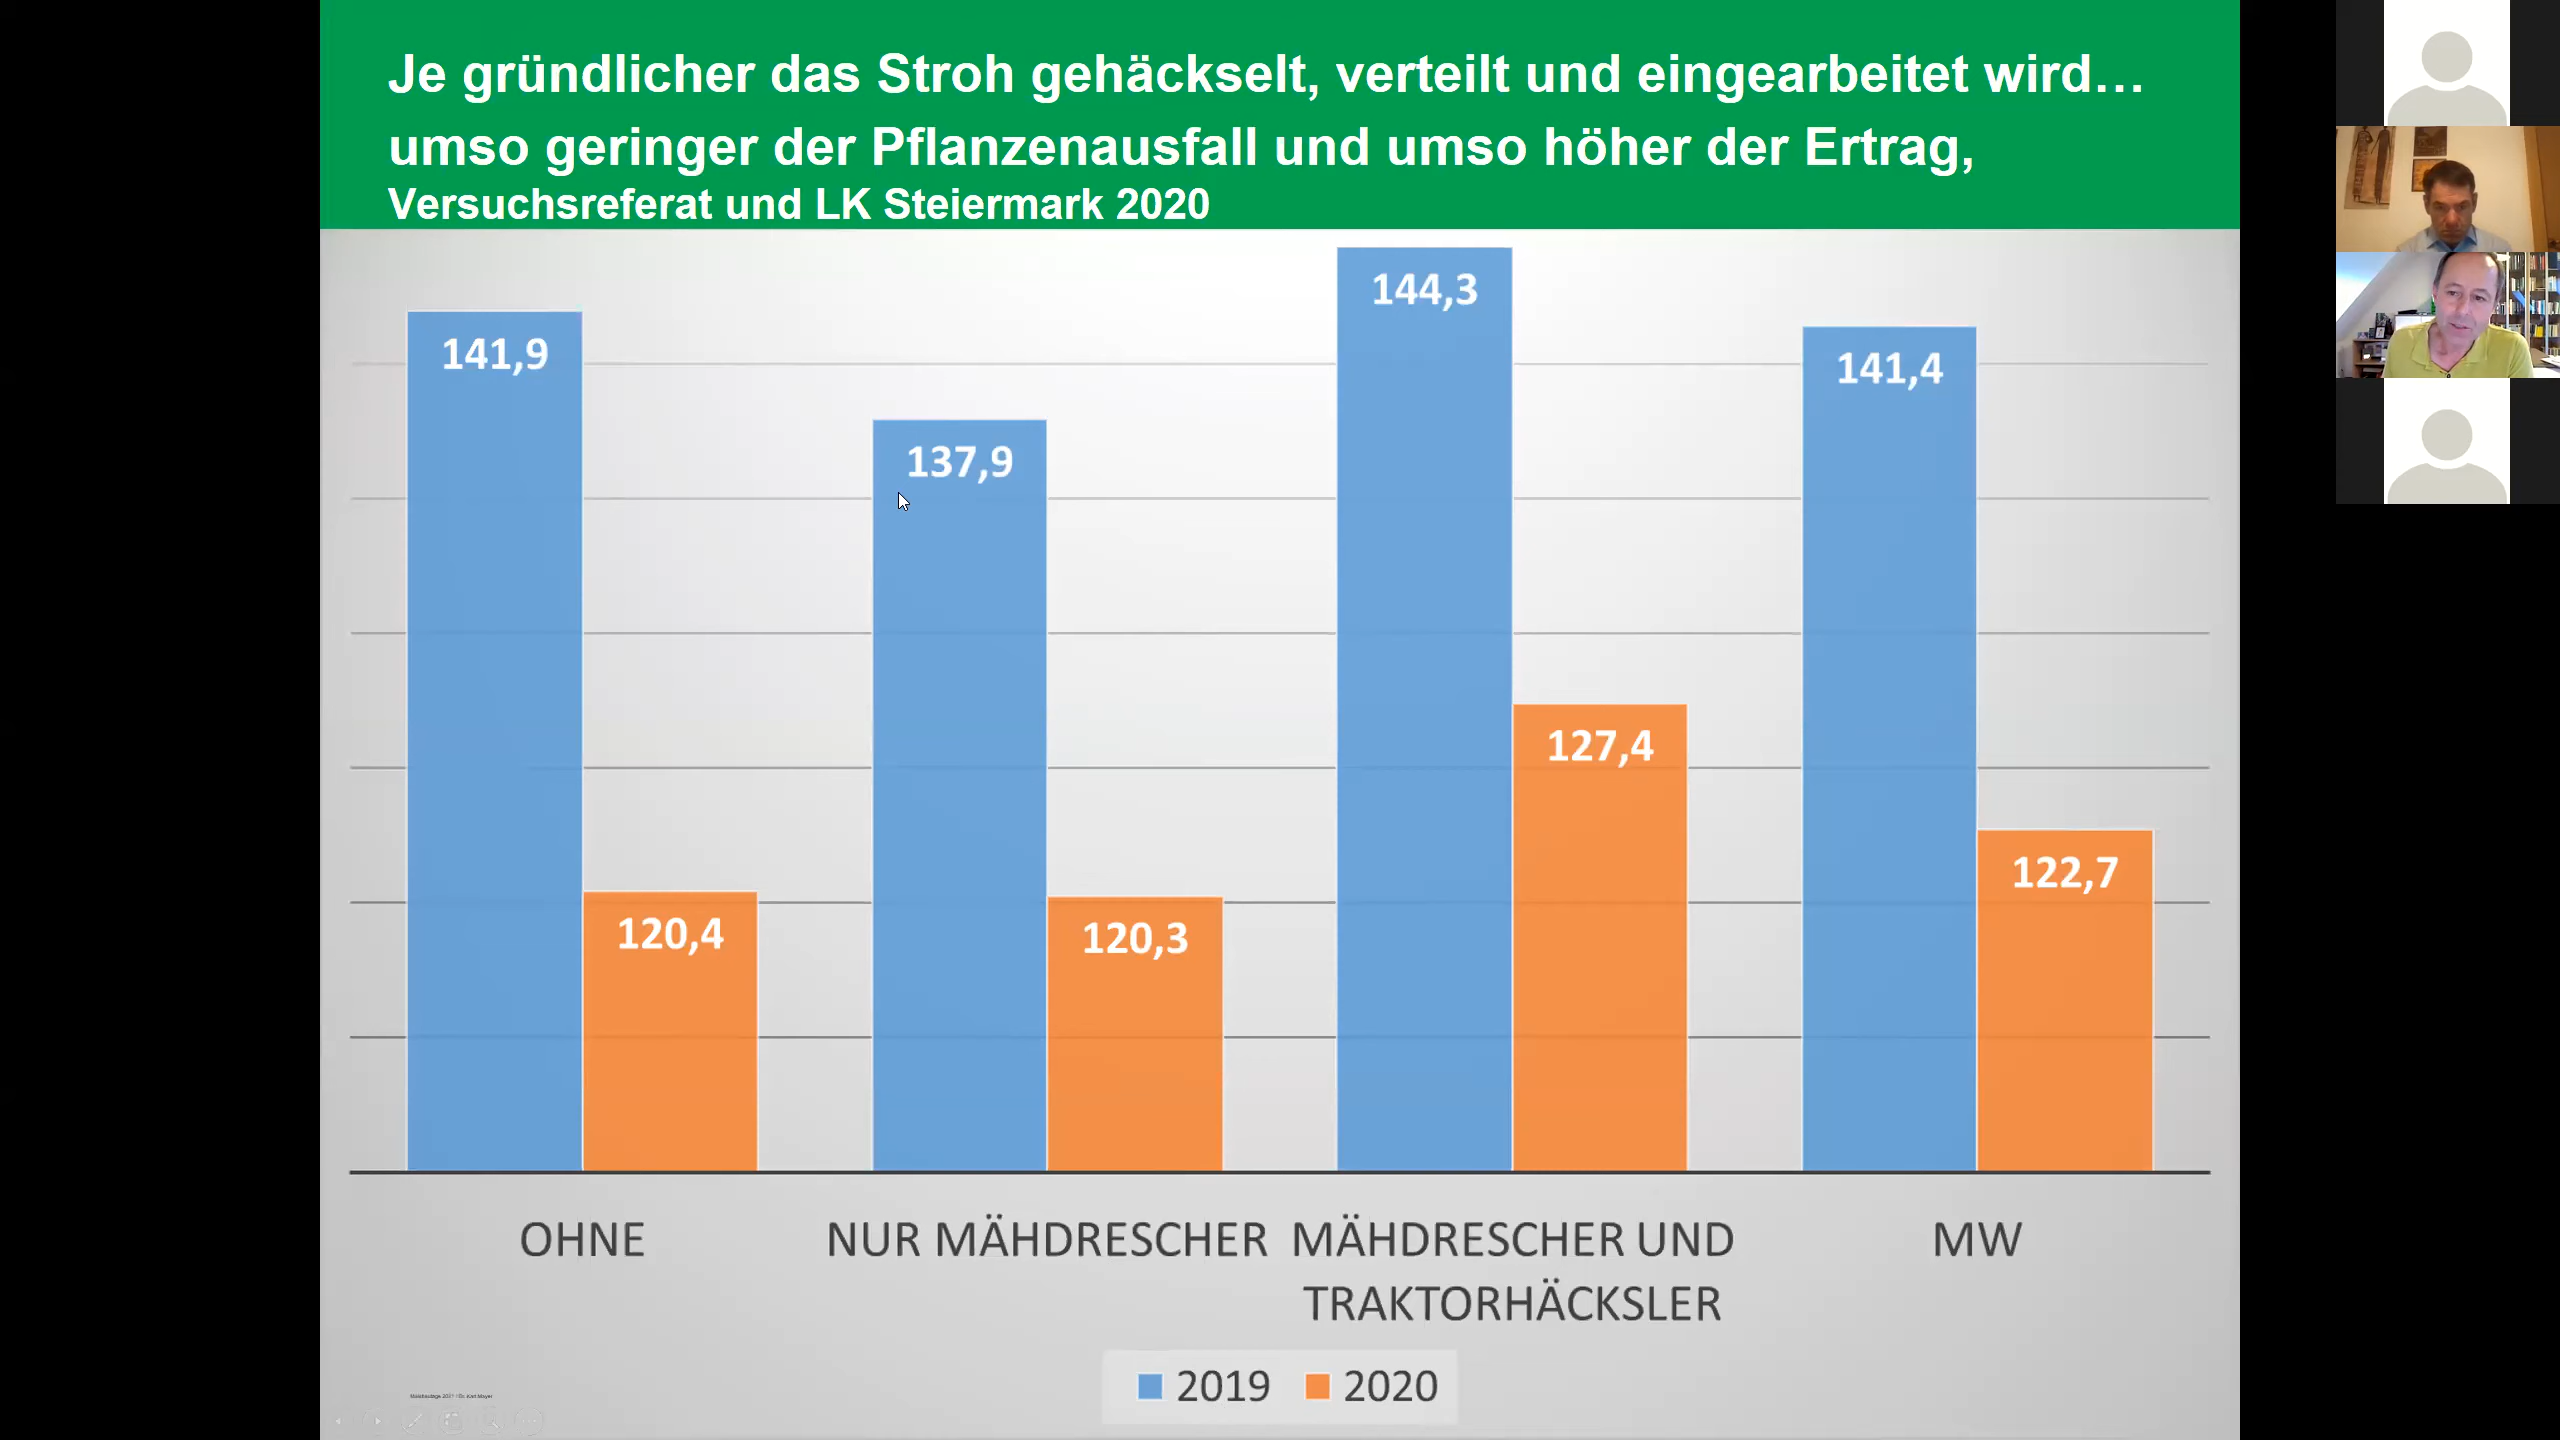 Je gründlicher das Stroh gehäckselt, verteilt und eingearbeitet wird…
umso geringer der Pflanzenausfall und umso höher der Ertrag,
Versuchsreferat und LK Steiermark 2020
144,3
141,9
141,4
137,9
127,4
122,7
120,4
120,3
OHNE
NUR MÄHDRESCHER
MÄHDRESCHER UND
TRAKTORHÄCKSLER
MW
2019
2020